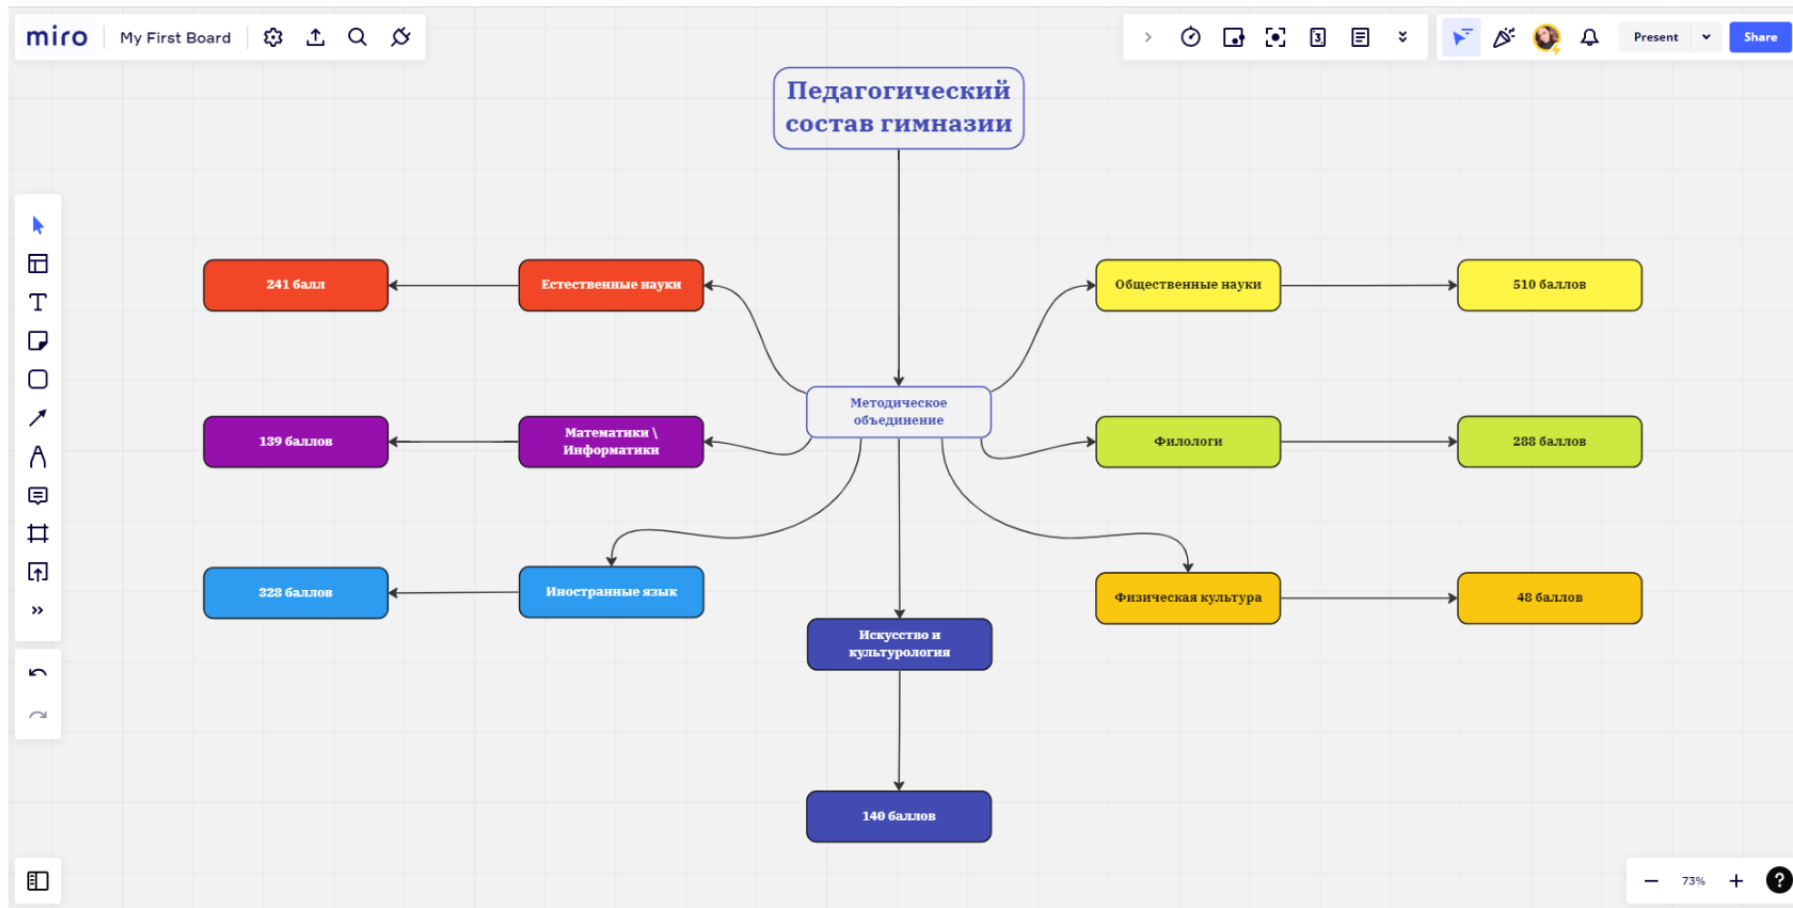 miro
My First Board
3
Present
Share
Педагогический
состав гимназии
241 балл
Естественные науки
Общественные науки
510 баллов
Методическое
объединение
139 баллов
Математики \
Информатики
Филологи
288 баллов
328 баллов
Иностранные язык
Физическая культура
48 баллов
Искусство и
культурология
140 баллов
73%
?